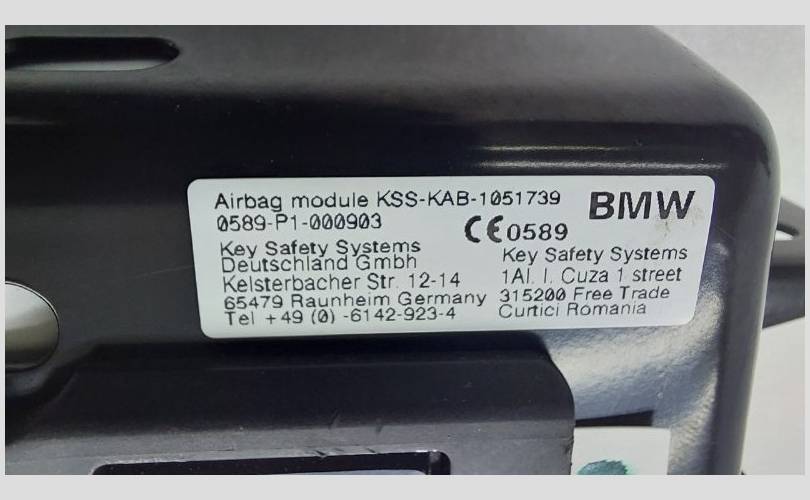 Airbag module KSS-KAB-1051739
BMW
0589-P1-000903
CE0589
Key Safety Systems
Deutschland Gmbh
Kelsterbacher Str. 12-14
65479 Raunheim Germany
Tel +49 (0) -6142-923-4
Key Safety Systems
1Al. I. Cuza 1 street
315200 Free Trade
Curtici Romania